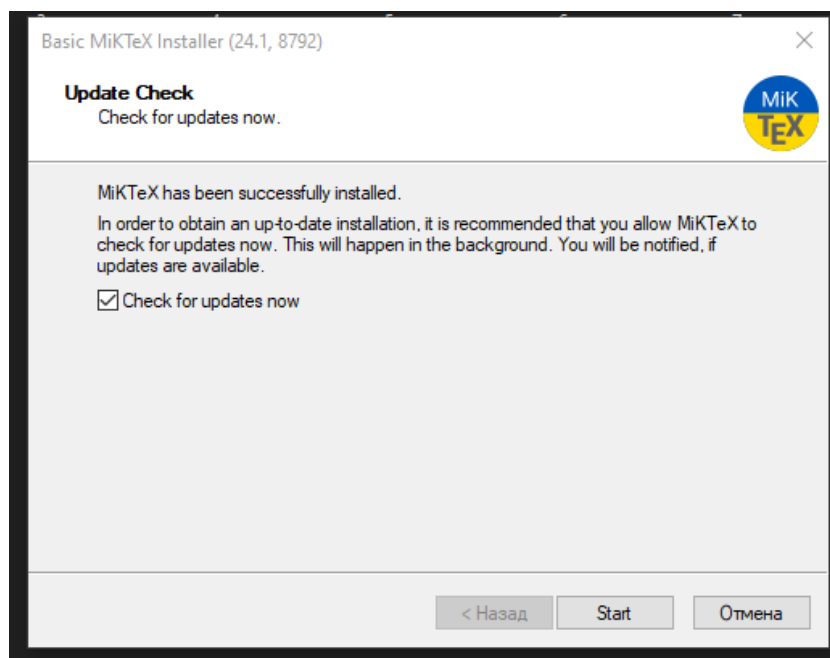 Basic MiKTeX Installer (24.1, 8792)
Update Check
Check for updates now.
MiK
TEX
MiKTeX has been successfully installed.
In order to obtain an up-to-date installation, it is recommended that you allow MiKTeX to
check for updates now. This will happen in the background. You will be notified, if
updates are available.
Check for updates now
< Назад
Start
Отмена